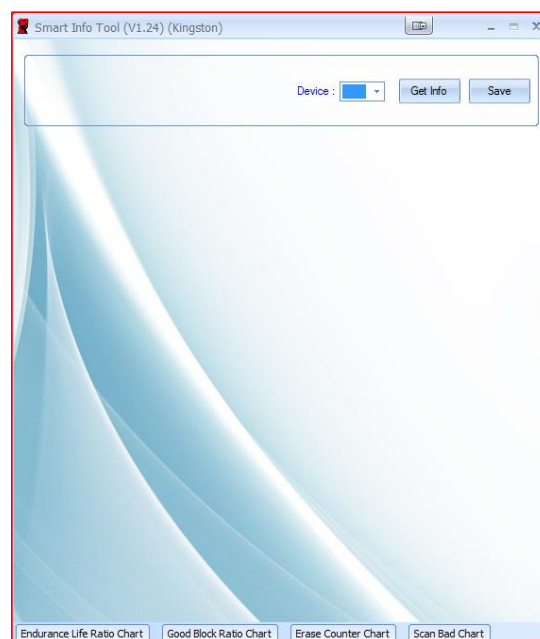 Smart Info Tool (V1.24) (Kingston)
Device : Get Info Save
Endurance Life Ratio Chart Good Block Ratio Chart Erase Counter Chart Scan Bad Chart